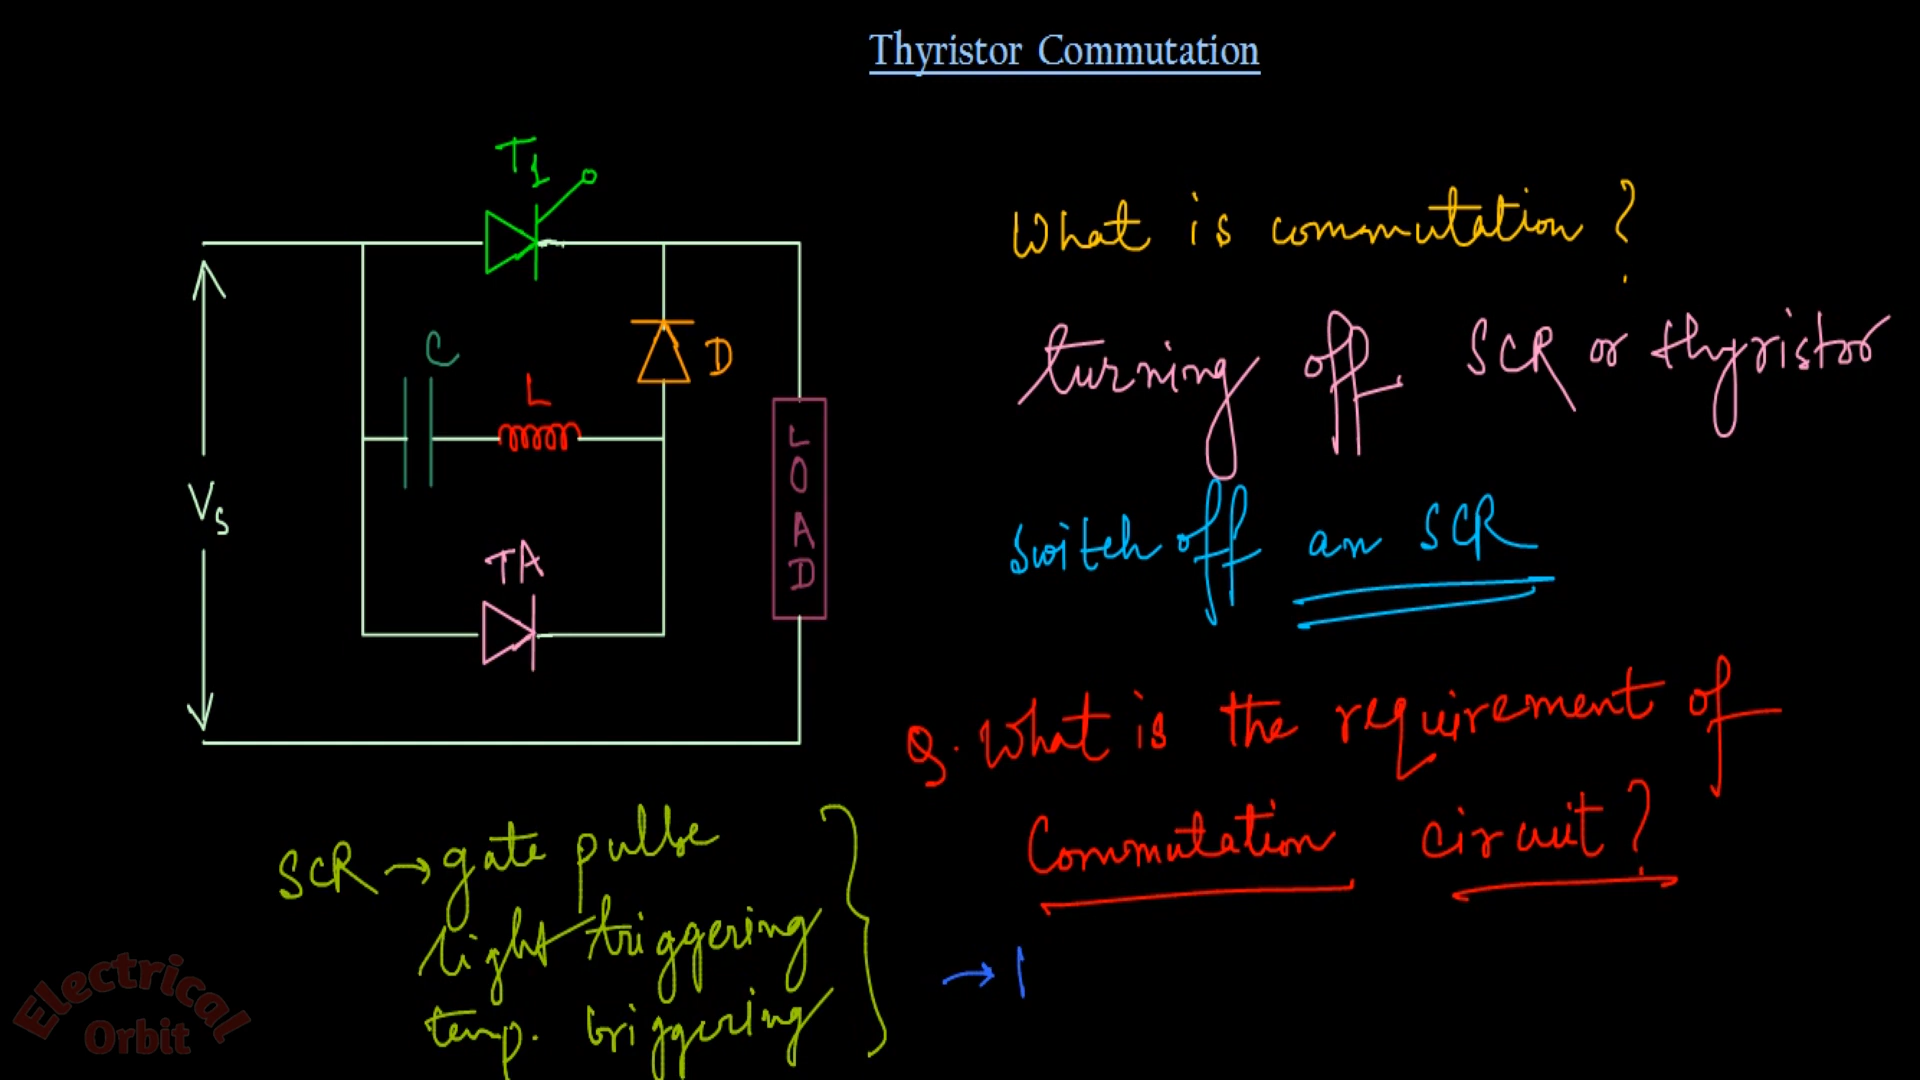 Thyristor Commutation
T1
C
L
D
Vs
LOAD
TA
What is commutation?
turning off SCR or thyristor
Switch off an SCR
Q. What is the requirement of
Commutation circuit?
SCR → gate pulse
light triggering
temp. triggering
→
Electrical
Orbit